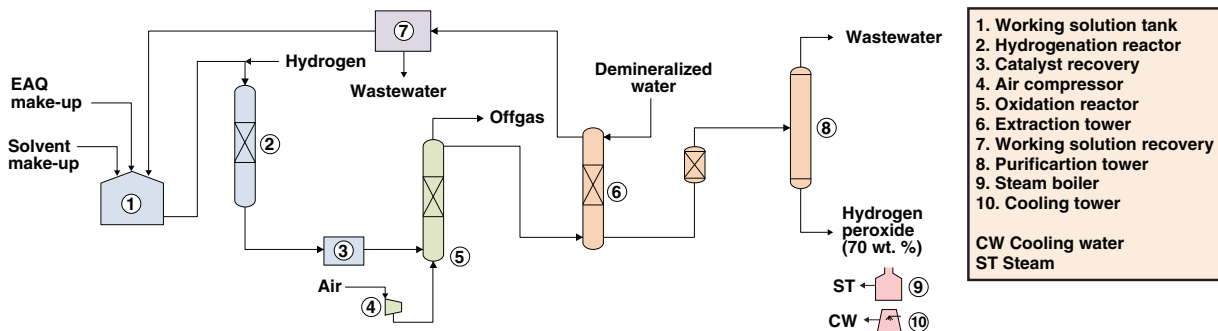 7
Hydrogen
EAQ
make-up
Wastewater
Demineralized
water
Wastewater
Offgas
2
8
Solvent
make-up
1
6
3
5
Hydrogen
peroxide
(70 wt. %)
Air
4
ST
9
CW
10
1. Working solution tank
2. Hydrogenation reactor
3. Catalyst recovery
4. Air compressor
5. Oxidation reactor
6. Extraction tower
7. Working solution recovery
8. Purificartion tower
9. Steam boiler
10. Cooling tower
CW Cooling water
ST Steam